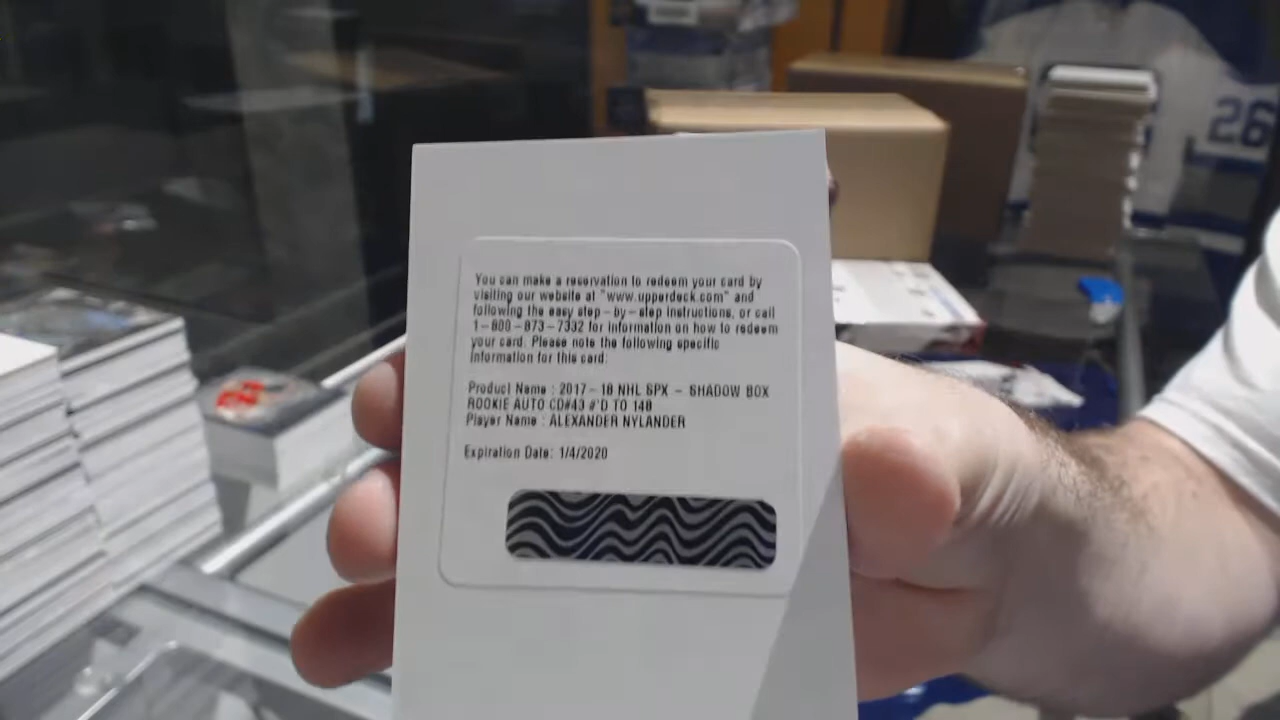 You can make a reservation to redeem your card by
visiting our website at "www.upperdeck.com" and
following the easy step-by-step instructions, or call
1-800-873-7332 for information on how to redeem
your card. Please note the following specific
information for this card:
Product Name : 2017-18 NHL SPX - SHADOW BOX
ROOKIE AUTO CD#43 #'D TO 140
Player Name : ALEXANDER NYLANDER
Expiration Date: 1/4/2020
26